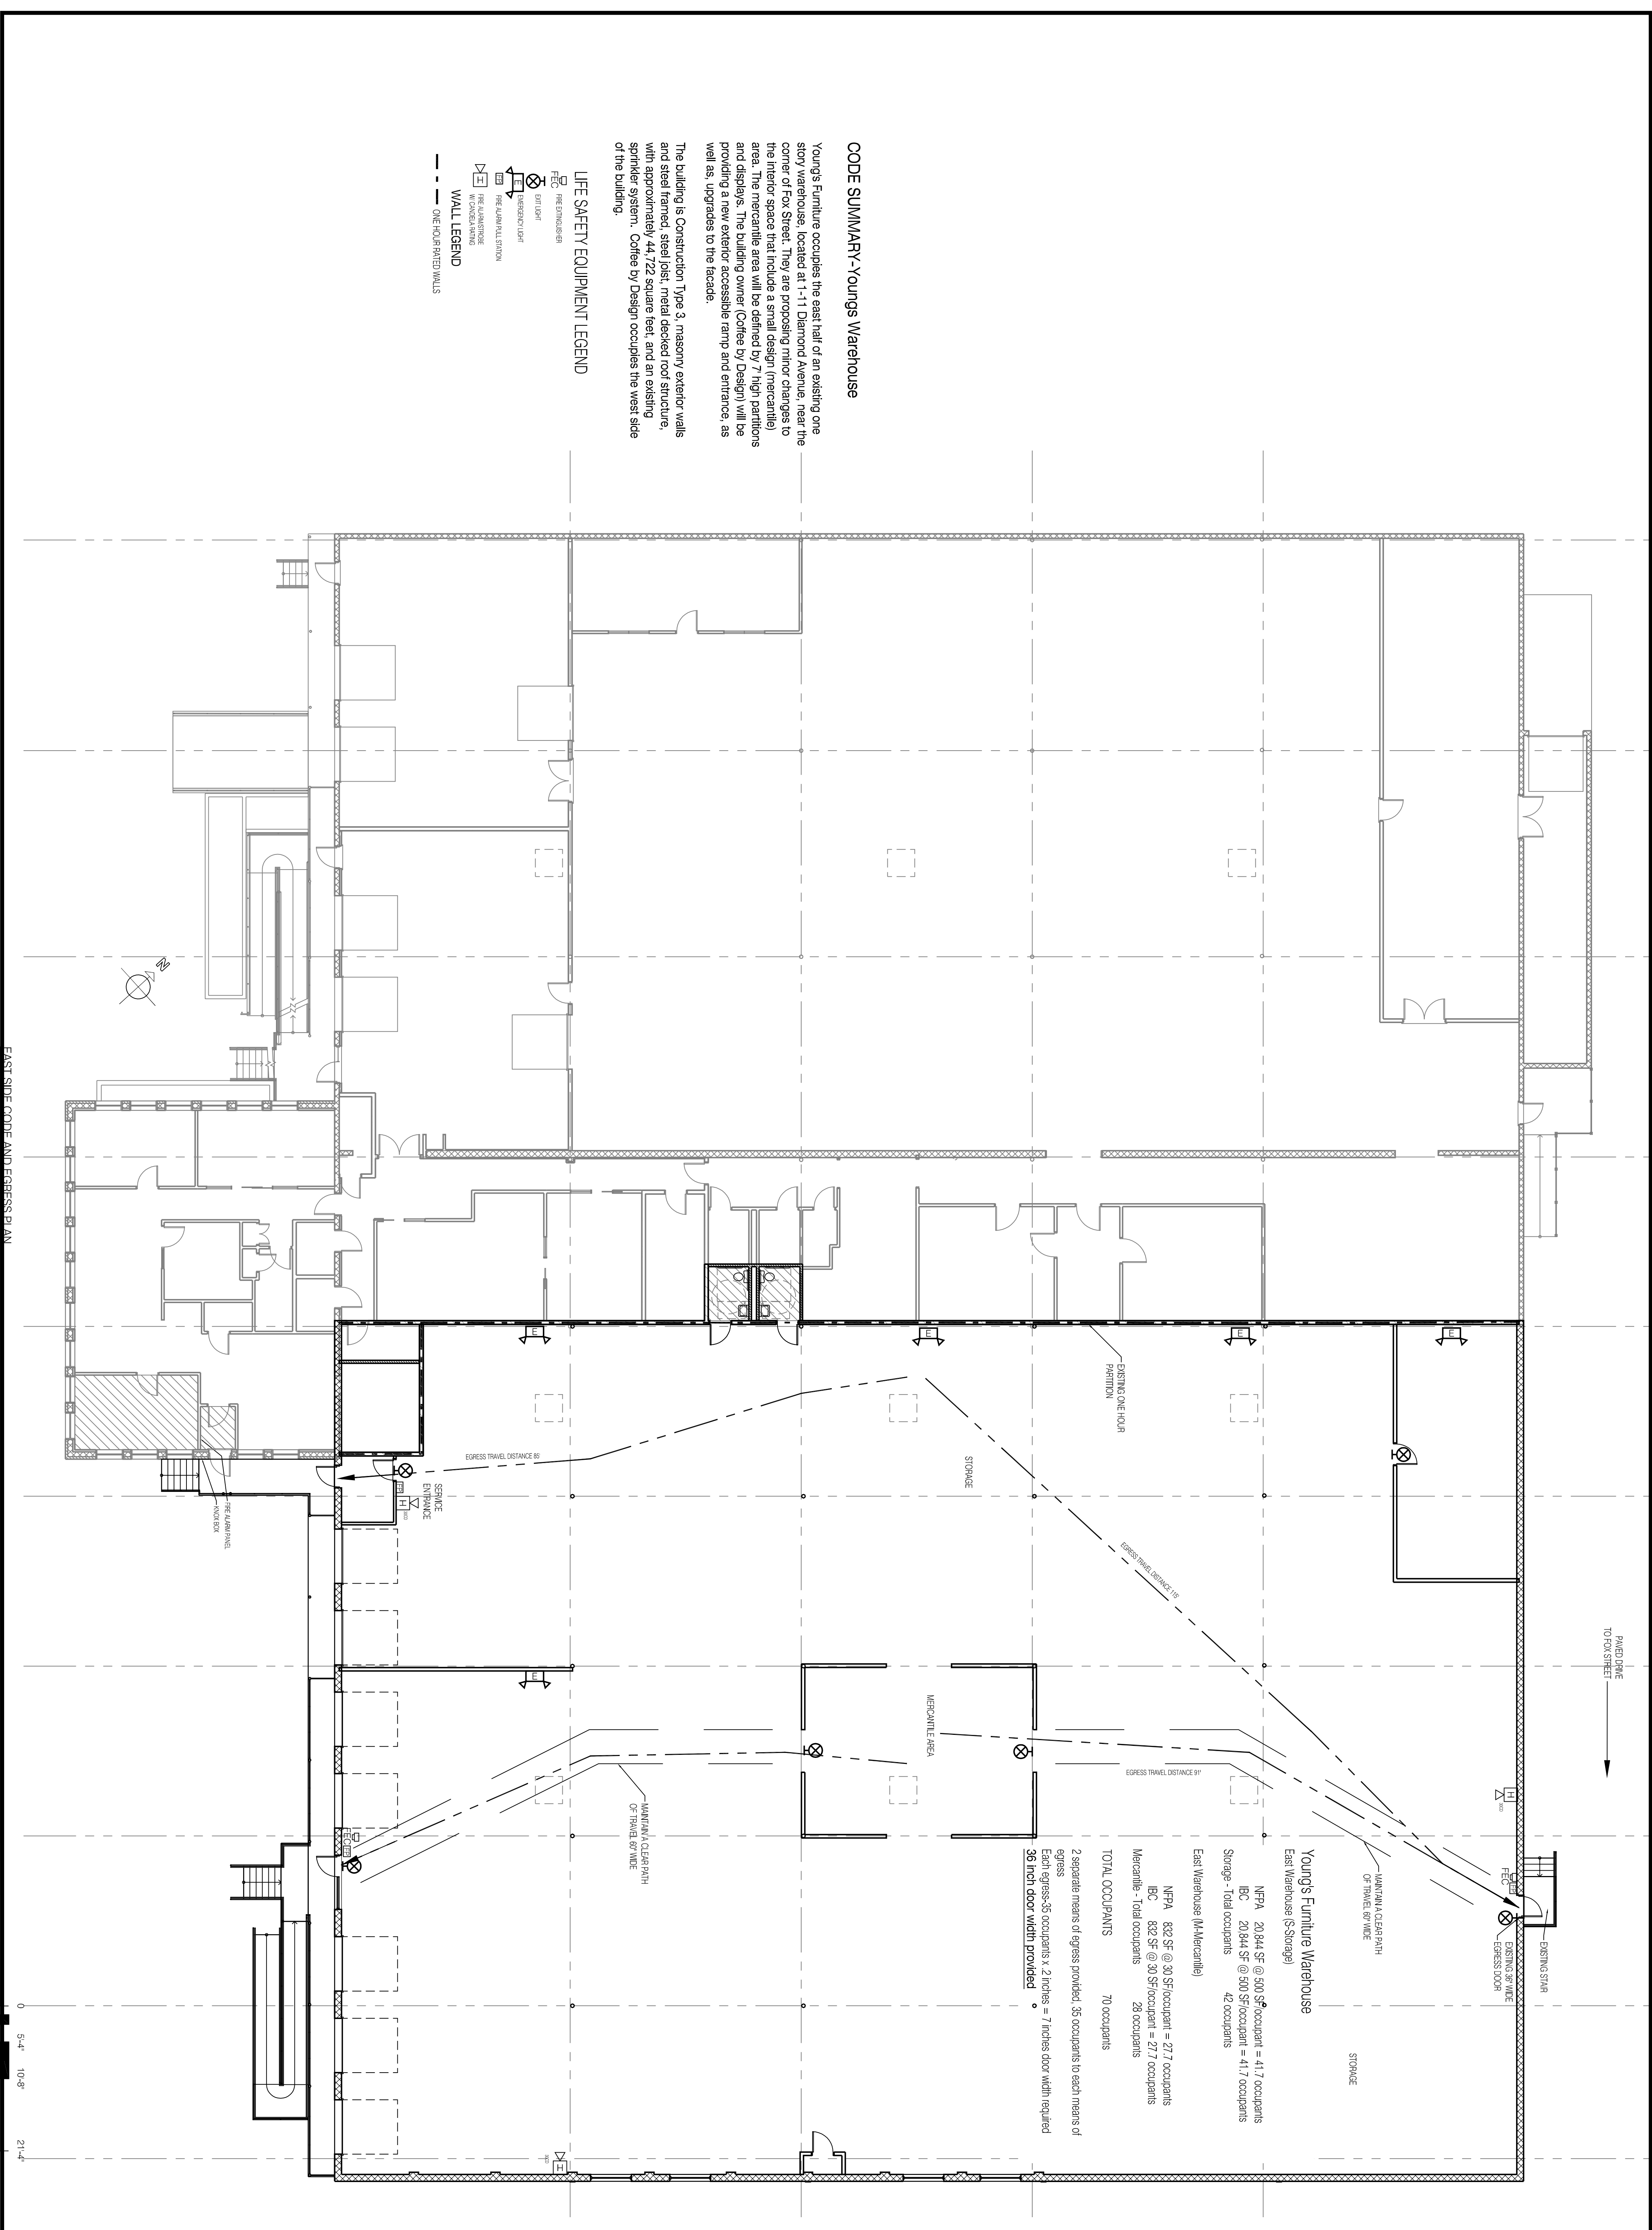 CODE SUMMARY-Youngs Warehouse
Young's Furniture occupies the east half of an existing one
story warehouse, located at 1-11 Diamond Avenue, near the
corner of Fox Street. They are proposing minor changes to
the interior space that include a small design (mercantile)
area. The mercantile area will be defined by 7' high partitions
and displays. The building owner (Coffee by Design) will be
providing a new exterior accessible ramp and entrance, as
well as, upgrades to the facade.
The building is Construction Type 3, masonry exterior walls
and steel framed, steel joist, metal decked roof structure,
with approximately 44,722 square feet, and an existing
sprinkler system. Coffee by Design occupies the west side
of the building.
LIFE SAFETY EQUIPMENT LEGEND
FEC FIRE EXTINGUISHER
EXIT LIGHT
E EMERGENCY LIGHT
FP FIRE ALARM PULL STATION
H FIRE ALARM/STROBE
W/ CANDELA RATING
WALL LEGEND
ONE HOUR RATED WALLS
N
PAVED DRIVE
TO FOX STREET
EXISTING STAIR
EXISTING 36" WIDE
EGRESS DOOR
FEC
FP
H
MAINTAIN A CLEAR PATH
OF TRAVEL 60" WIDE
STORAGE
Young's Furniture Warehouse
East Warehouse (S-Storage)
NFPA 20,844 SF @ 500 SF/occupant = 41.7 occupants
IBC 20,844 SF @ 500 SF/occupant = 41.7 occupants
Storage - Total occupants 42 occupants
East Warehouse (M-Mercantile)
NFPA 832 SF @ 30 SF/occupant = 27.7 occupants
IBC 832 SF @ 30 SF/occupant = 27.7 occupants
Mercantile - Total occupants 28 occupants
TOTAL OCCUPANTS 70 occupants
2 separate means of egress provided, 35 occupants to each means of
egress
Each egress-35 occupants x .2 inches = 7 inches door width required
36 inch door width provided
EXISTING ONE HOUR
PARTITION
E
E
E
E
E
STORAGE
EGRESS TRAVEL DISTANCE 115'
EGRESS TRAVEL DISTANCE 91'
MERCANTILE AREA
EGRESS TRAVEL DISTANCE 85'
SERVICE
ENTRANCE
FP
H
MAINTAIN A CLEAR PATH
OF TRAVEL 60" WIDE
FEC
FP
H
FIRE ALARM PANEL
KNOX BOX
EAST SIDE CODE AND EGRESS PLAN
0 5'-4" 10'-8" 21'-4"